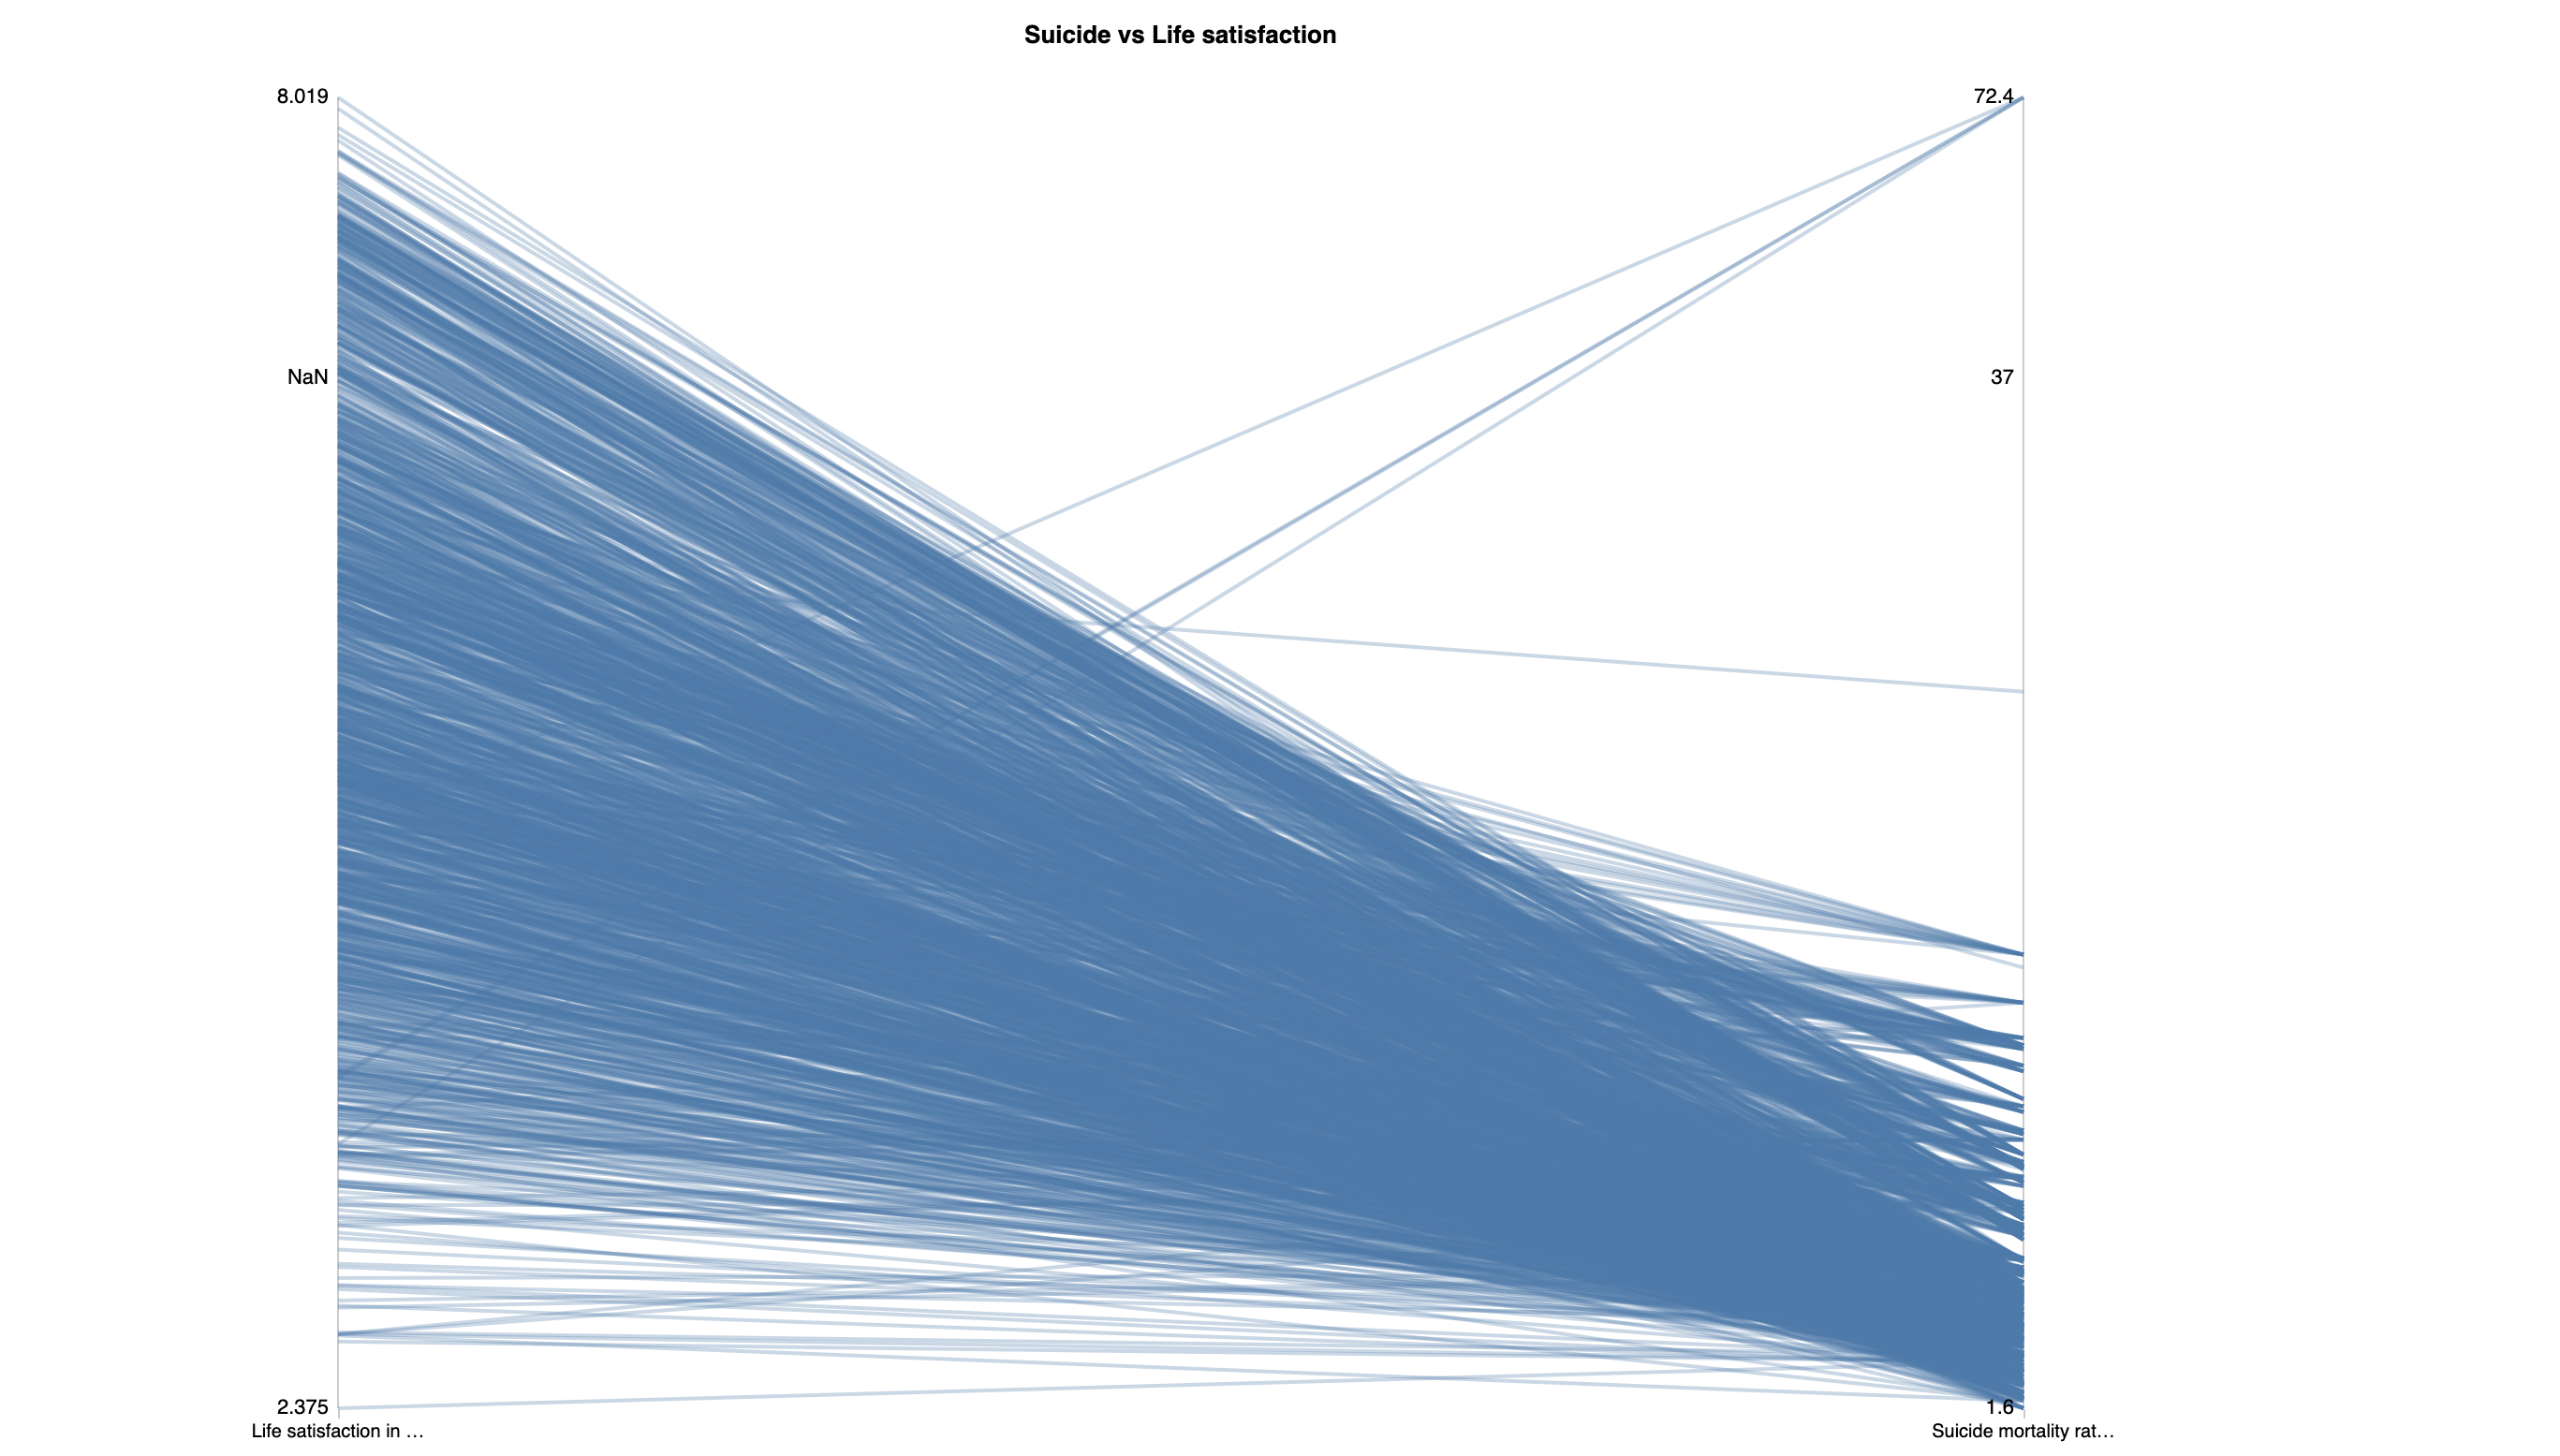 Suicide vs Life satisfaction
8.019
72.4
NaN
37
2.375
1.6
Life satisfaction in …
Suicide mortality rat…